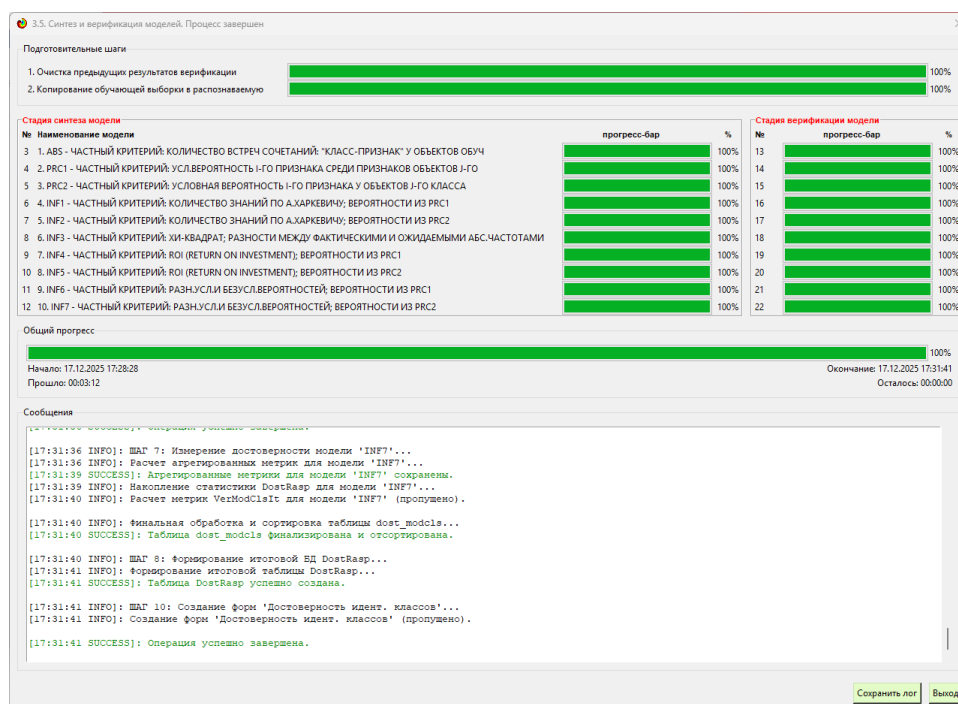 3.5. Синтез и верификация моделей. Процесс завершен
Подготовительные шаги
1. Очистка предыдущих результатов верификации 100%
2. Копирование обучающей выборки в распознаваемую 100%
Стадия синтеза модели Стадия верификации модели
№ Наименование модели прогресс-бар % № прогресс-бар %
3 1. ABS - ЧАСТНЫЙ КРИТЕРИЙ: КОЛИЧЕСТВО ВСТРЕЧ СОЧЕТАНИЙ: "КЛАСС-ПРИЗНАК" У ОБЪЕКТОВ ОБУЧ 100% 13 100%
4 2. PRC1 - ЧАСТНЫЙ КРИТЕРИЙ: УСЛ.ВЕРОЯТНОСТЬ I-ГО ПРИЗНАКА СРЕДИ ПРИЗНАКОВ ОБЪЕКТОВ J-ГО 100% 14 100%
5 3. PRC2 - ЧАСТНЫЙ КРИТЕРИЙ: УСЛОВНАЯ ВЕРОЯТНОСТЬ I-ГО ПРИЗНАКА У ОБЪЕКТОВ J-ГО КЛАССА 100% 15 100%
6 4. INF1 - ЧАСТНЫЙ КРИТЕРИЙ: КОЛИЧЕСТВО ЗНАНИЙ ПО А.ХАРКЕВИЧУ; ВЕРОЯТНОСТИ ИЗ PRC1 100% 16 100%
7 5. INF2 - ЧАСТНЫЙ КРИТЕРИЙ: КОЛИЧЕСТВО ЗНАНИЙ ПО А.ХАРКЕВИЧУ; ВЕРОЯТНОСТИ ИЗ PRC2 100% 17 100%
8 6. INF3 - ЧАСТНЫЙ КРИТЕРИЙ: ХИ-КВАДРАТ; РАЗНОСТИ МЕЖДУ ФАКТИЧЕСКИМИ И ОЖИДАЕМЫМИ АБС.ЧАСТОТАМИ 100% 18 100%
9 7. INF4 - ЧАСТНЫЙ КРИТЕРИЙ: ROI (RETURN ON INVESTMENT); ВЕРОЯТНОСТИ ИЗ PRC1 100% 19 100%
10 8. INF5 - ЧАСТНЫЙ КРИТЕРИЙ: ROI (RETURN ON INVESTMENT); ВЕРОЯТНОСТИ ИЗ PRC2 100% 20 100%
11 9. INF6 - ЧАСТНЫЙ КРИТЕРИЙ: РАЗН.УСЛ.И БЕЗУСЛ.ВЕРОЯТНОСТЕЙ; ВЕРОЯТНОСТИ ИЗ PRC1 100% 21 100%
12 10. INF7 - ЧАСТНЫЙ КРИТЕРИЙ: РАЗН.УСЛ.И БЕЗУСЛ.ВЕРОЯТНОСТЕЙ; ВЕРОЯТНОСТИ ИЗ PRC2 100% 22 100%
Общий прогресс
100%
Начало: 17.12.2025 17:28:28 Окончание: 17.12.2025 17:31:41
Прошло: 00:03:12 Осталось: 00:00:00
Сообщения
[17:31:36 INFO]: ШАГ 7: Измерение достоверности модели 'INF7'...
[17:31:36 INFO]: Расчет агрегированных метрик для модели 'INF7'...
[17:31:39 SUCCESS]: Агрегированные метрики для модели 'INF7' сохранены.
[17:31:39 INFO]: Накопление статистики DostRasp для модели 'INF7'...
[17:31:40 INFO]: Расчет метрик VerModClsIt для модели 'INF7' (пропущено).
[17:31:40 INFO]: Финальная обработка и сортировка таблицы dost_modcls...
[17:31:40 SUCCESS]: Таблица dost_modcls финализирована и отсортирована.
[17:31:40 INFO]: ШАГ 8: Формирование итоговой БД DostRasp...
[17:31:41 INFO]: Формирование итоговой таблицы DostRasp...
[17:31:41 SUCCESS]: Таблица DostRasp успешно создана.
[17:31:41 INFO]: ШАГ 10: Создание форм 'Достоверность идент. классов'...
[17:31:41 INFO]: Создание форм 'Достоверность идент. классов' (пропущено).
[17:31:41 SUCCESS]: Операция успешно завершена.
Сохранить лог Выход